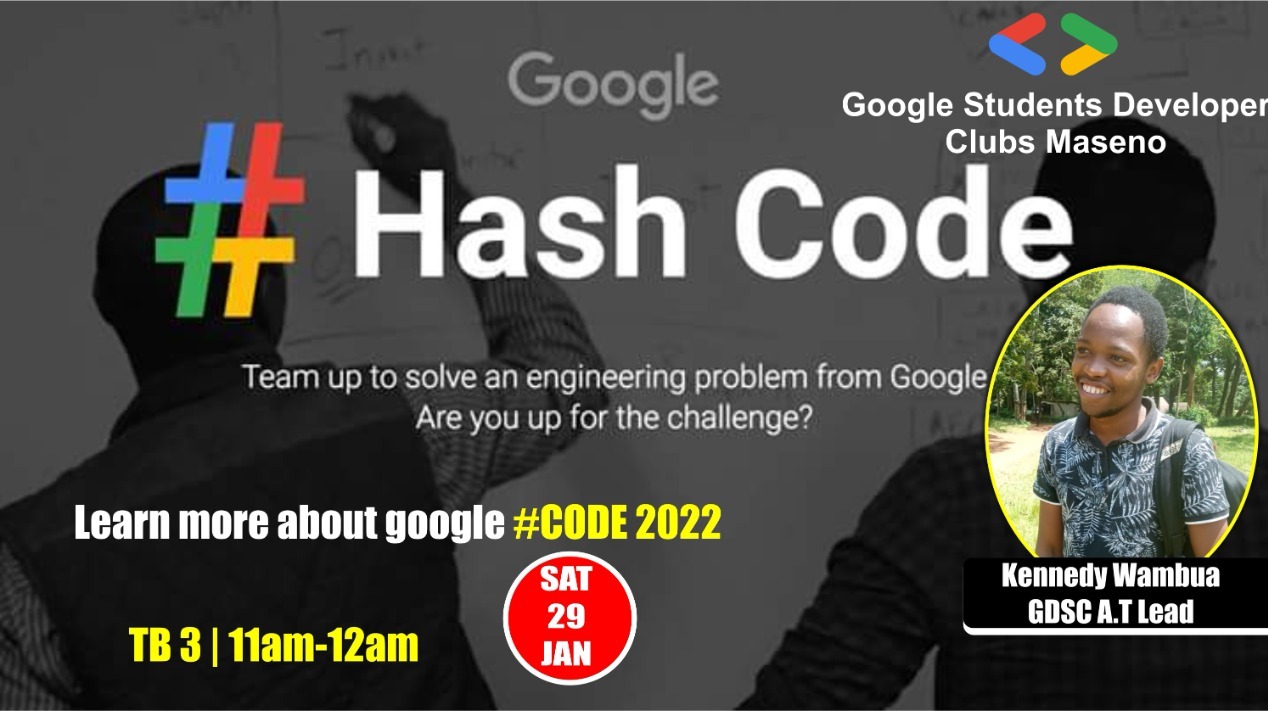 Google
Google Students Developer
Clubs Maseno
# Hash Code
Team up to solve an engineering problem from Google
Are you up for the challenge?
Learn more about google #CODE 2022
SAT
29
JAN
TB 3 | 11am-12am
Kennedy Wambua
GDSC A.T Lead